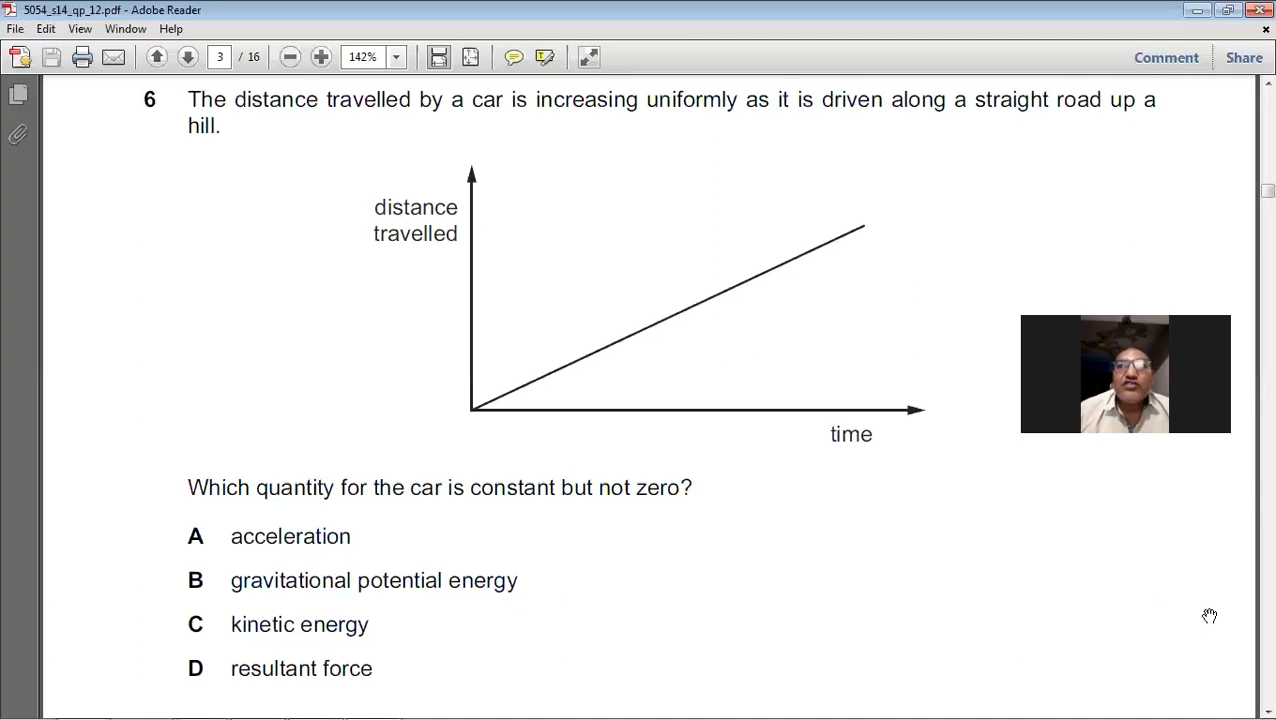 5054_s14_qp_12.pdf - Adobe Reader
File Edit View Window Help
3 / 16 142% Comment Share
6 The distance travelled by a car is increasing uniformly as it is driven along a straight road up a
hill.
distance
travelled
time
Which quantity for the car is constant but not zero?
A acceleration
B gravitational potential energy
C kinetic energy
D resultant force